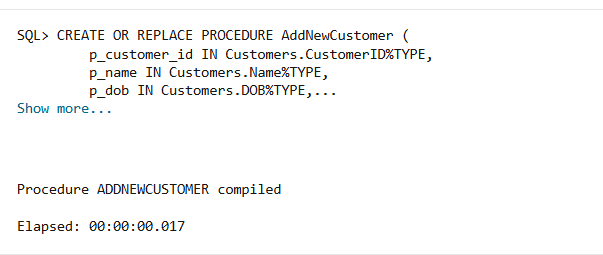 SQL> CREATE OR REPLACE PROCEDURE AddNewCustomer (
p_customer_id IN Customers.CustomerID%TYPE,
p_name IN Customers.Name%TYPE,
p_dob IN Customers.DOB%TYPE,...
Show more...
Procedure ADDNEWCUSTOMER compiled
Elapsed: 00:00:00.017